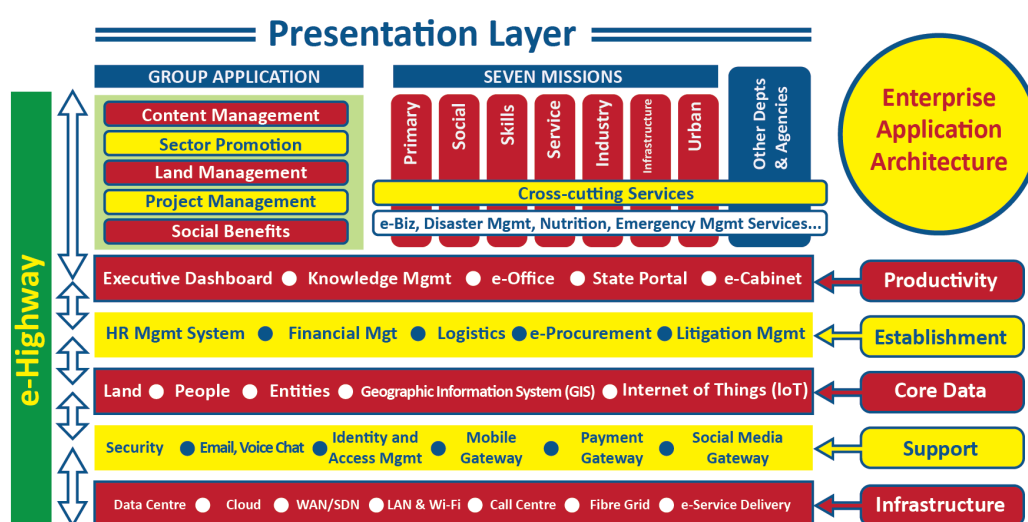 Presentation Layer
GROUP APPLICATION
Content Management
Sector Promotion
Land Management
Project Management
Social Benefits
SEVEN MISSIONS
Primary
Social
Skills
Service
Industry
Infrastructure
Urban
Other Depts
& Agencies
Cross-cutting Services
e-Biz, Disaster Mgmt, Nutrition, Emergency Mgmt Services...
Enterprise
Application
Architecture
e-Highway
Executive Dashboard Knowledge Mgmt e-Office State Portal e-Cabinet
Productivity
HR Mgmt System Financial Mgt Logistics e-Procurement Litigation Mgmt
Establishment
Land People Entities Geographic Information System (GIS) Internet of Things (IoT)
Core Data
Security Email, Voice Chat
Identity and
Access Mgmt
Mobile
Gateway
Payment
Gateway
Social Media
Gateway
Support
Data Centre Cloud WAN/SDN LAN & Wi-Fi Call Centre Fibre Grid e-Service Delivery
Infrastructure